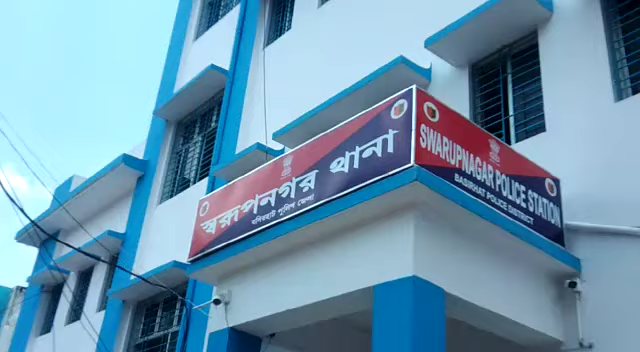 স্বরূপনগর থানা
বসিরহাট পুলিশ জেলা
SWARUPNAGAR POLICE STATION
BASIRHAT POLICE DISTRICT